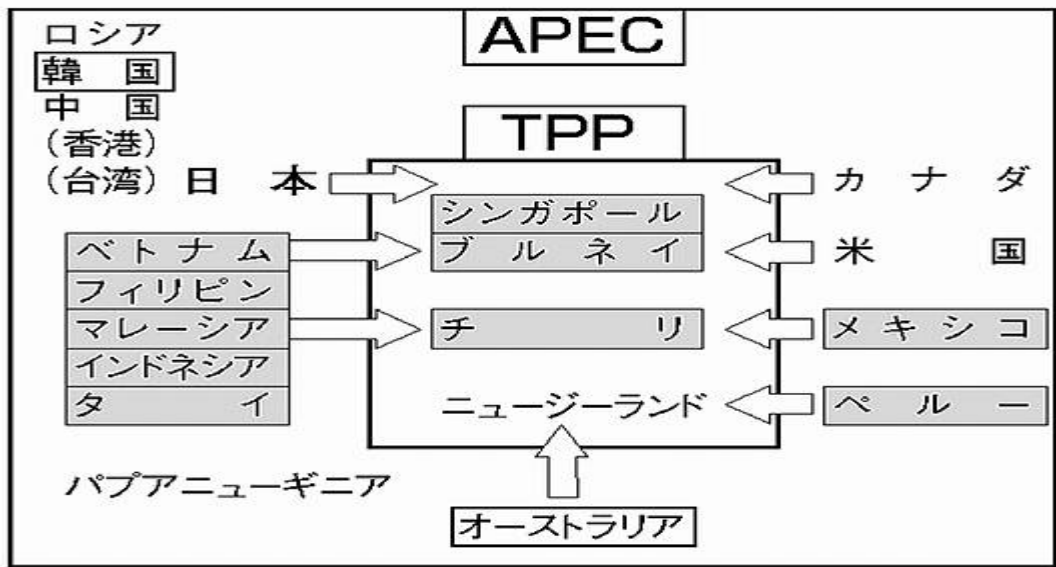 APEC
ロシア
韓国
中国
(香港)
(台湾)
日本
TPP
カナダ
シンガポール
ベトナム
ブルネイ
米国
フィリピン
マレーシア
チリ
メキシコ
インドネシア
タイ
ニュージーランド
ペルー
パプアニューギニア
オーストラリア